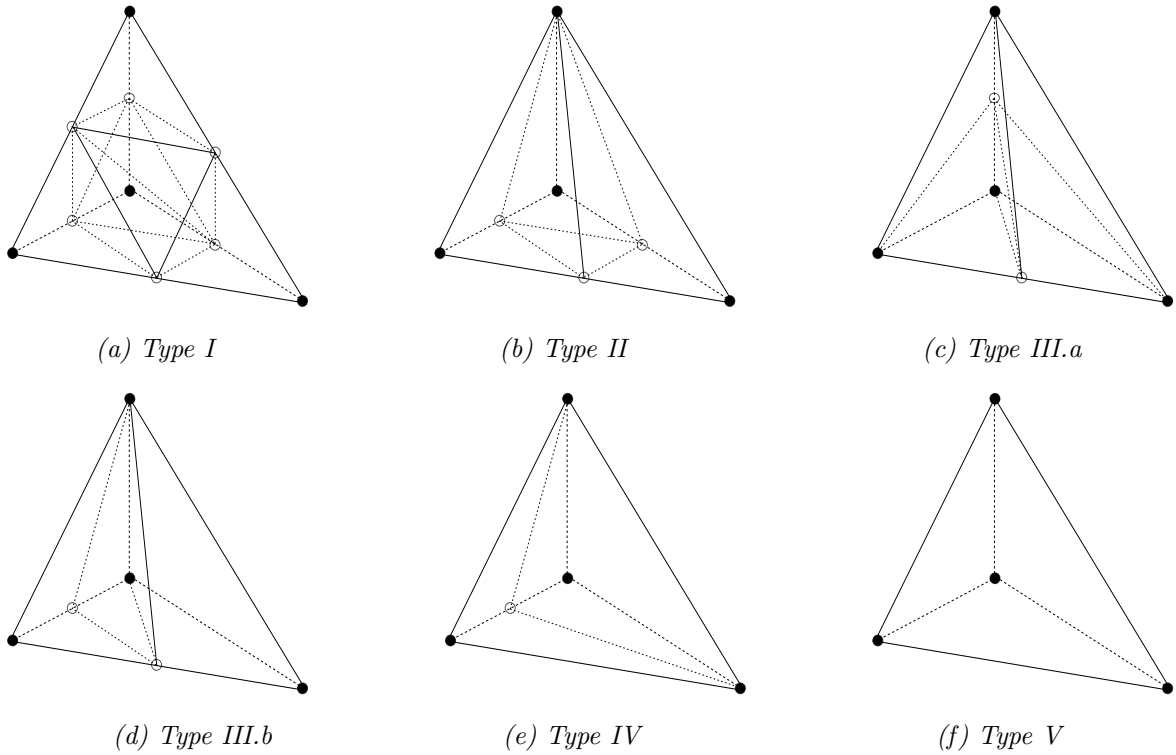 (a) Type I
(b) Type II
(c) Type III.a
(d) Type III.b
(e) Type IV
(f) Type V